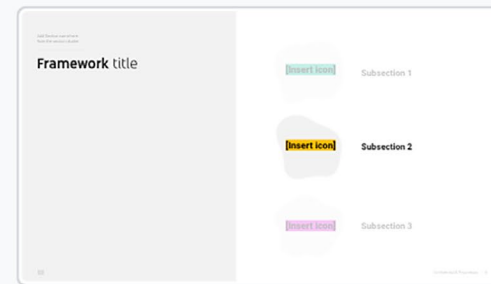 Framework title
[Insert icon]
Subsection 1
[Insert icon]
Subsection 2
[Insert icon]
Subsection 3